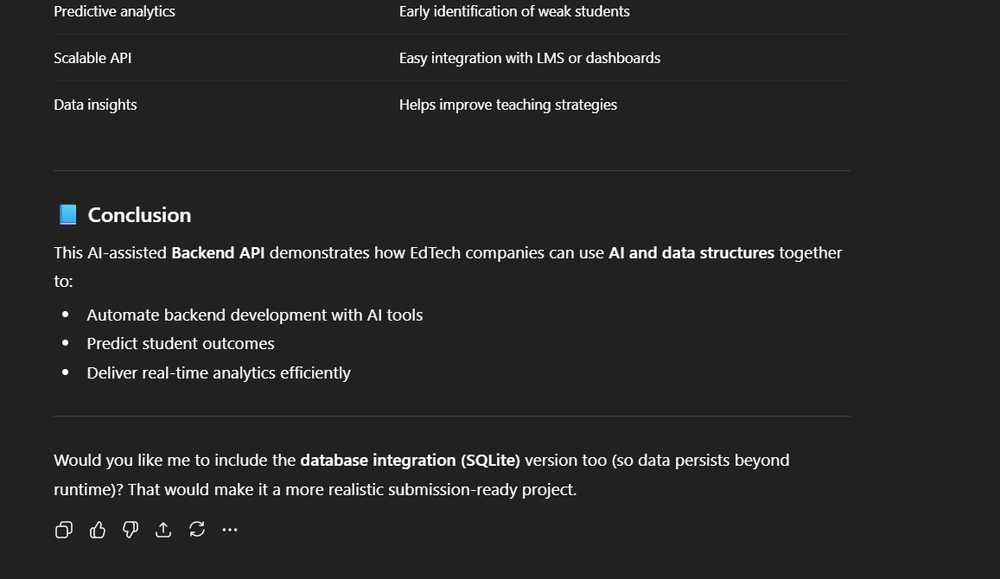 Predictive analytics Early identification of weak students
Scalable API Easy integration with LMS or dashboards
Data insights Helps improve teaching strategies
Conclusion
This AI-assisted Backend API demonstrates how EdTech companies can use AI and data structures together
to:
• Automate backend development with AI tools
• Predict student outcomes
• Deliver real-time analytics efficiently
Would you like me to include the database integration (SQLite) version too (so data persists beyond
runtime)? That would make it a more realistic submission-ready project.